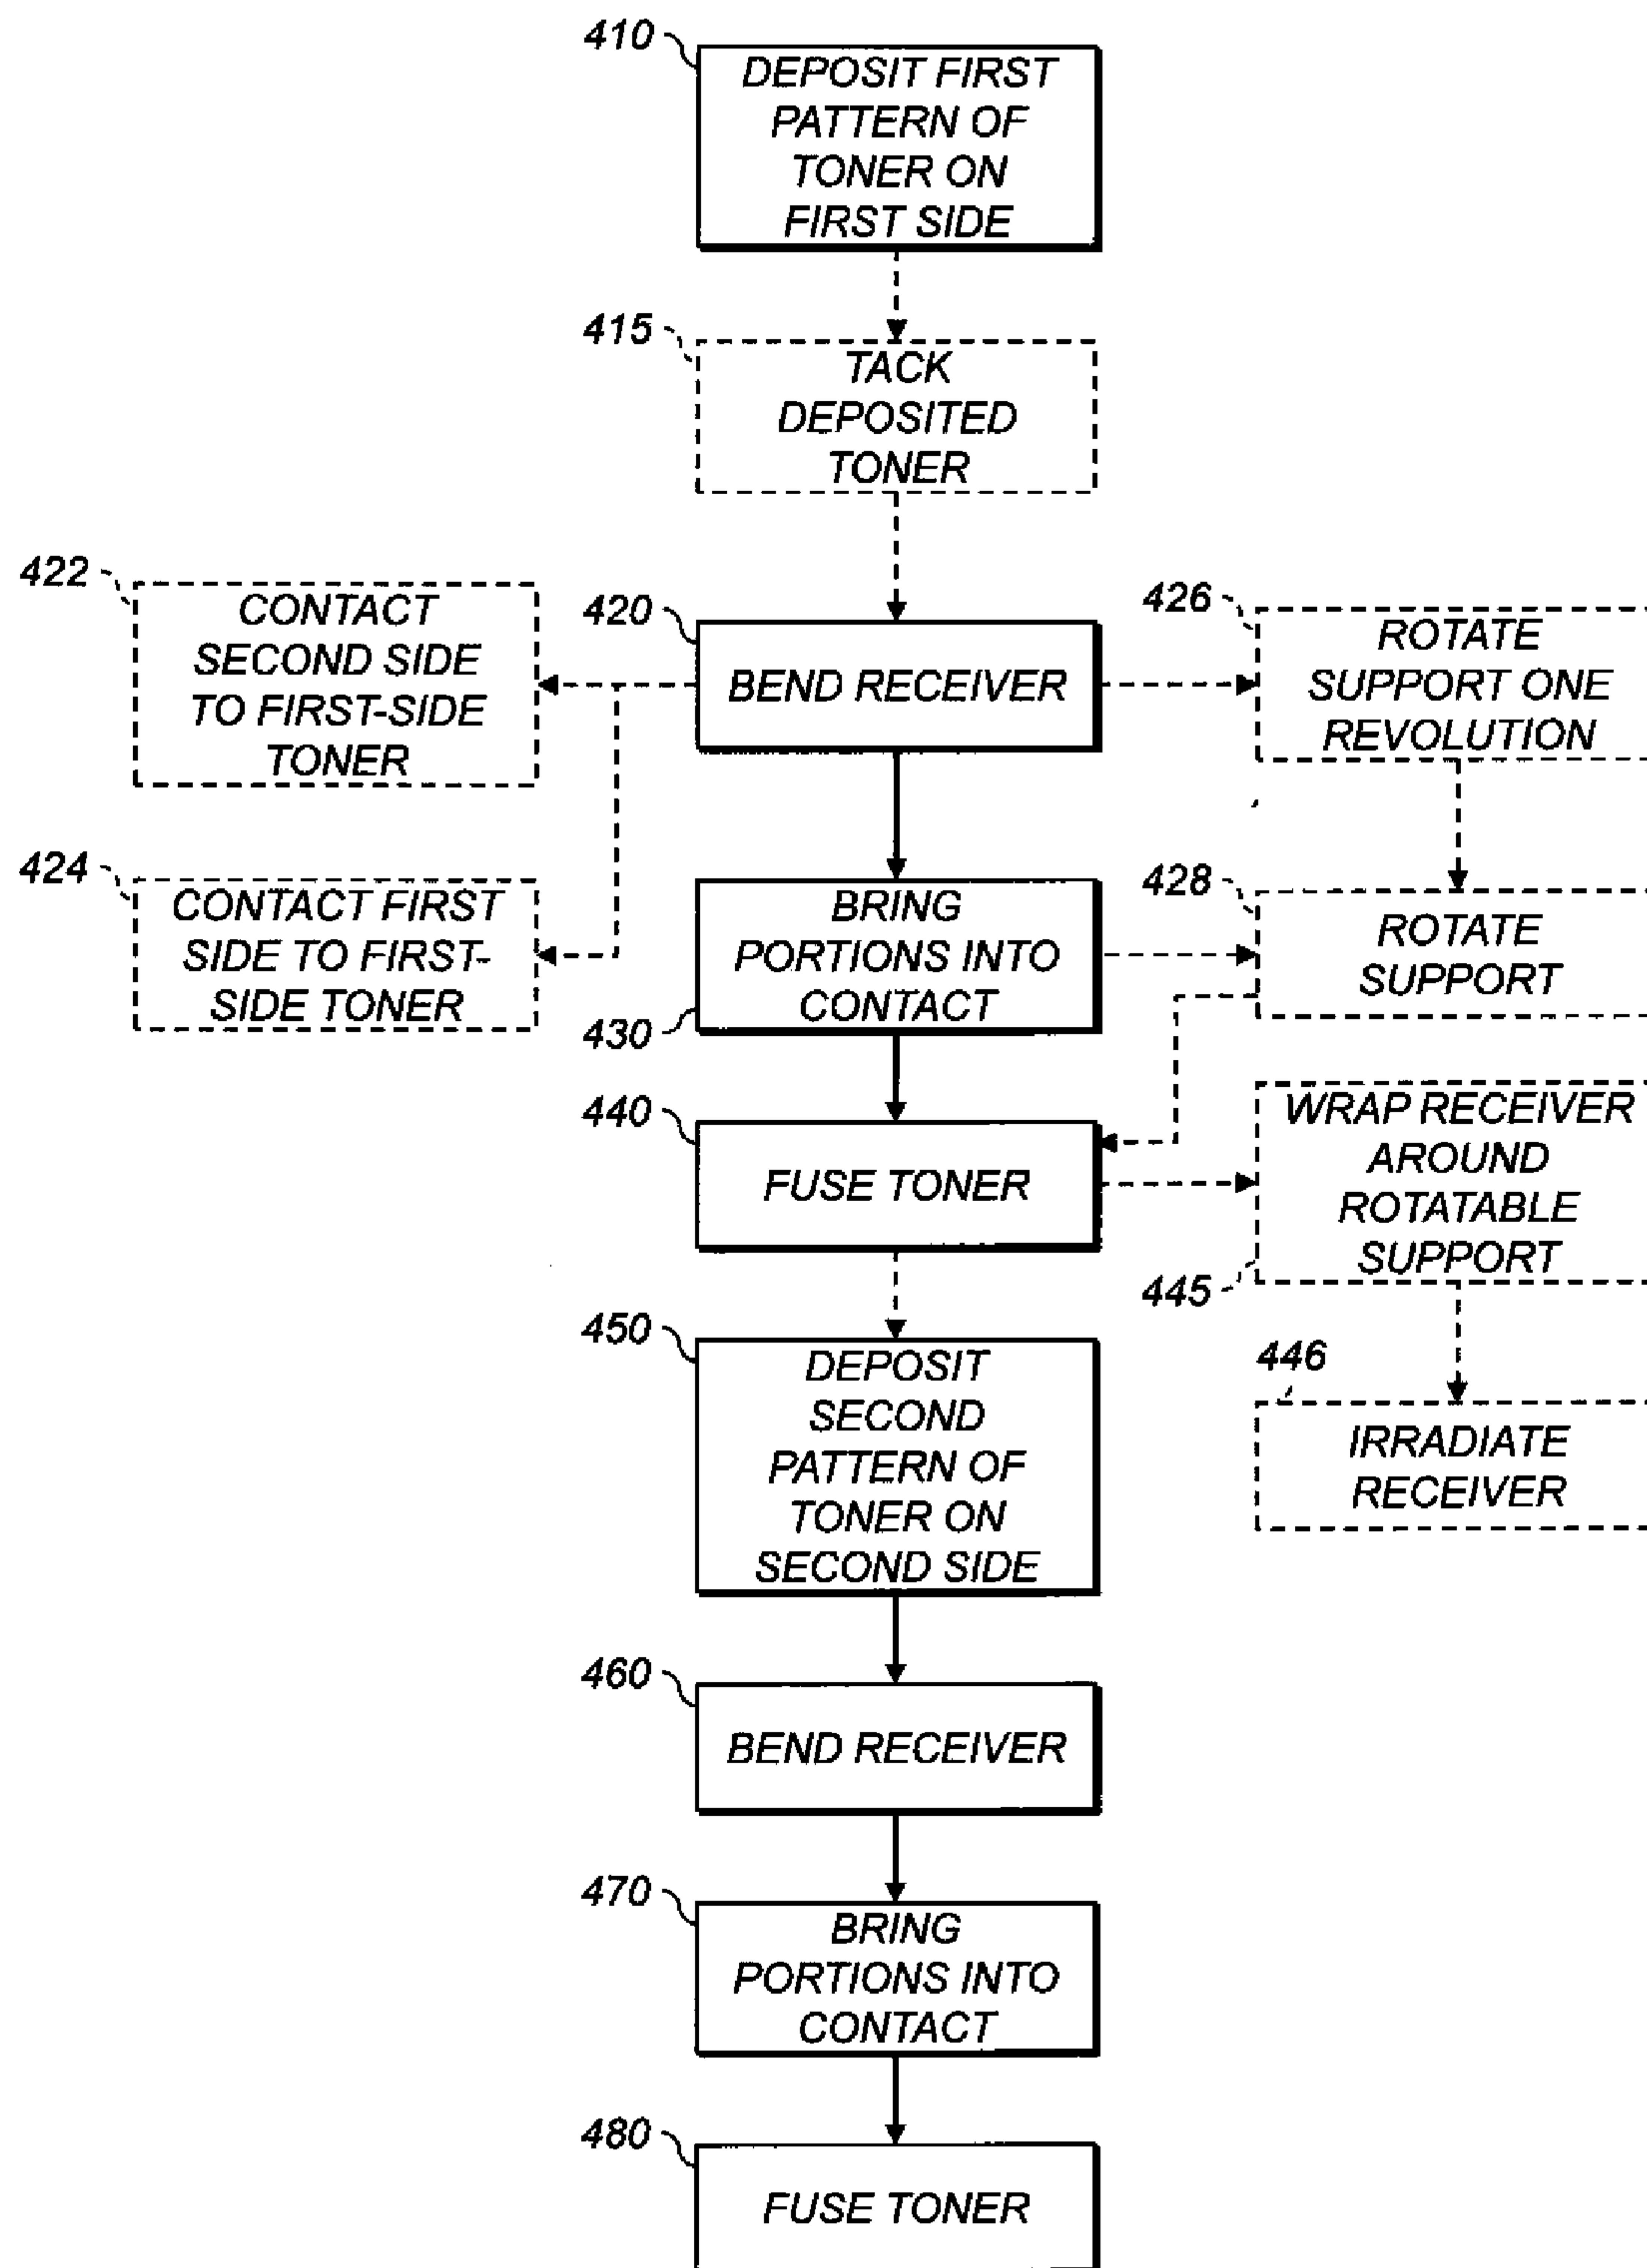 410
DEPOSIT FIRST
PATTERN OF
TONER ON
FIRST SIDE
415
TACK
DEPOSITED
TONER
422
CONTACT
SECOND SIDE
TO FIRST-SIDE
TONER
420
BEND RECEIVER
426
ROTATE
SUPPORT ONE
REVOLUTION
424
CONTACT FIRST
SIDE TO FIRST-
SIDE TONER
BRING
PORTIONS INTO
CONTACT
430
428
ROTATE
SUPPORT
440
FUSE TONER
WRAP RECEIVER
AROUND
ROTATABLE
SUPPORT
445
446
IRRADIATE
RECEIVER
450
DEPOSIT
SECOND
PATTERN OF
TONER ON
SECOND SIDE
460
BEND RECEIVER
470
BRING
PORTIONS INTO
CONTACT
480
FUSE TONER